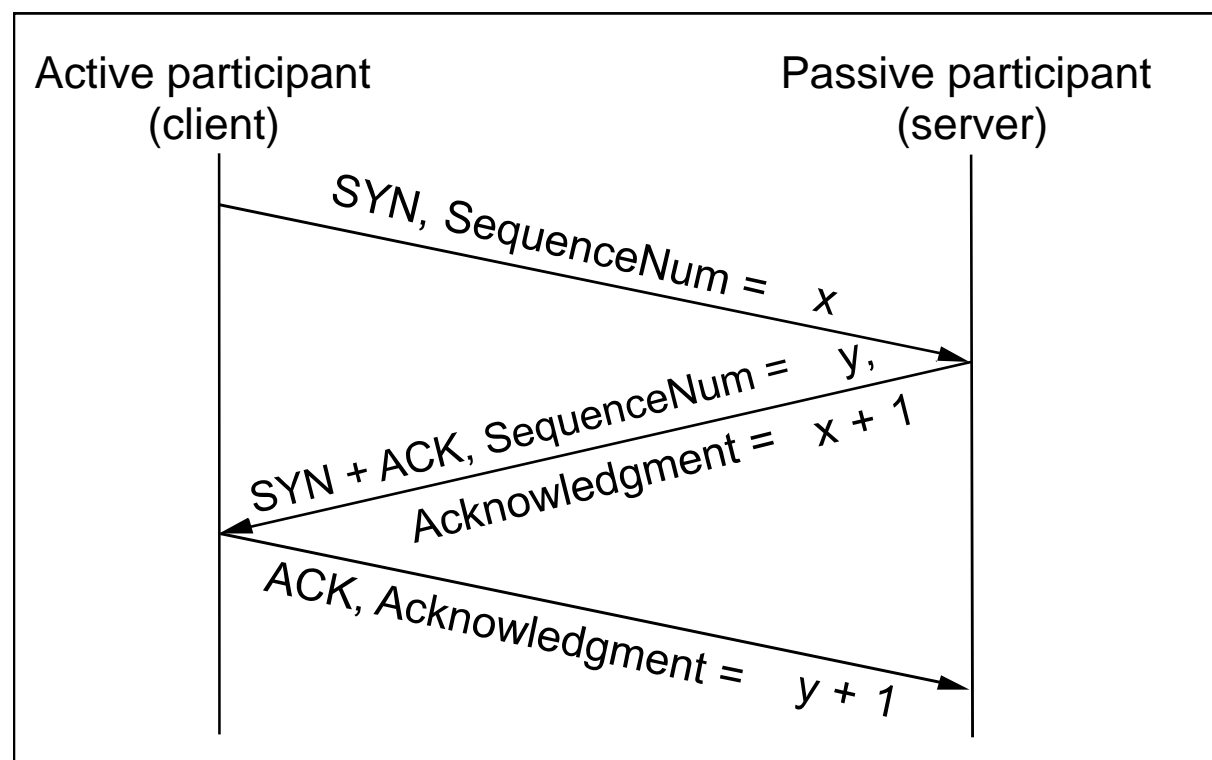 Active participant
(client)
Passive participant
(server)
SYN, SequenceNum = x
SYN + ACK, SequenceNum = y,
Acknowledgment = x + 1
ACK, Acknowledgment = y + 1